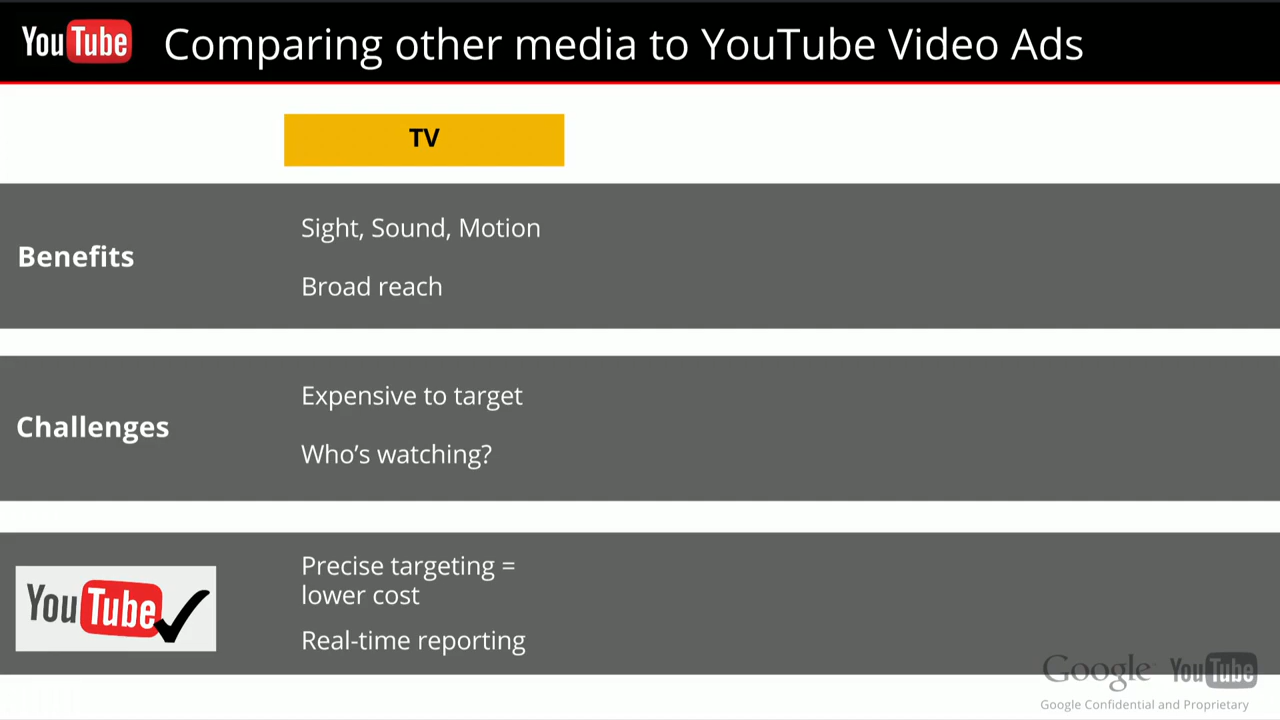 YouTube Comparing other media to YouTube Video Ads
TV
Benefits
Sight, Sound, Motion
Broad reach
Challenges
Expensive to target
Who’s watching?
YouTube
Precise targeting =
lower cost
Real-time reporting
Google YouTube
Google Confidential and Proprietary